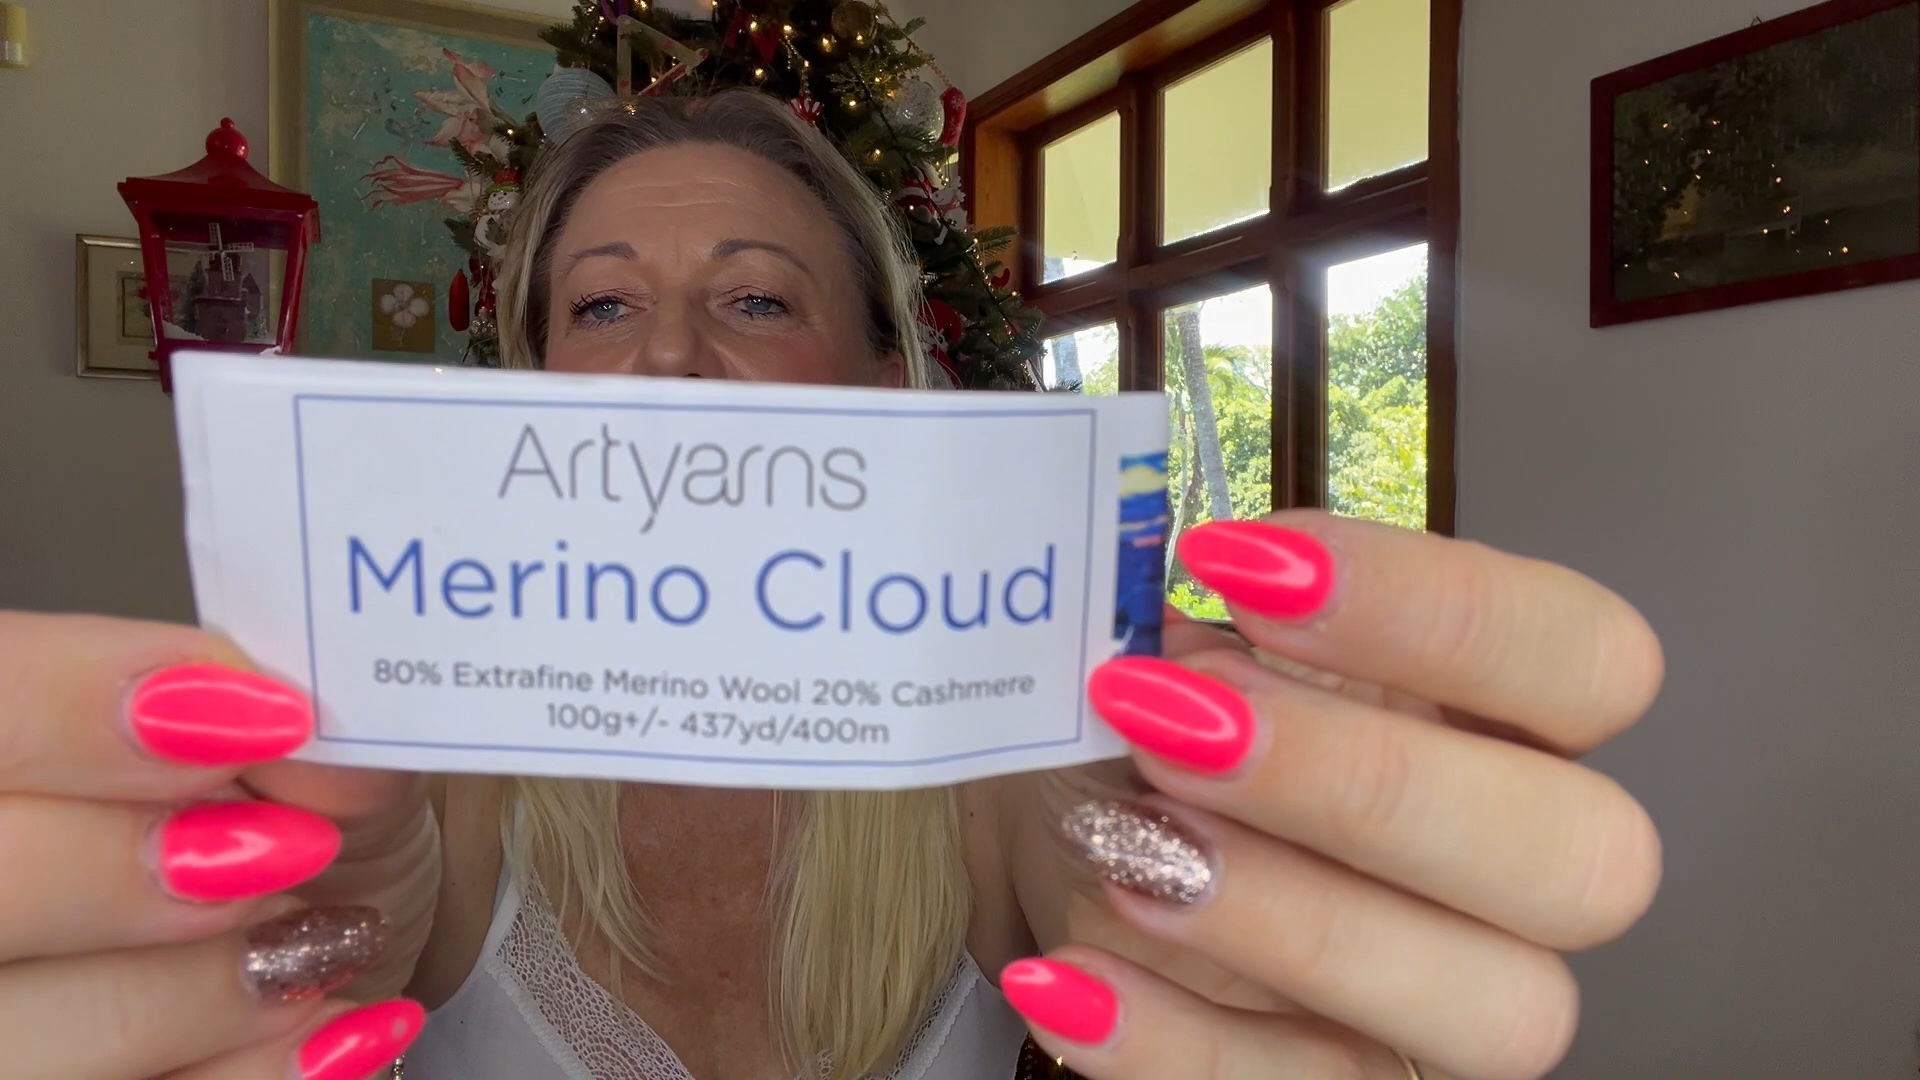 Artyarns
Merino Cloud
80% Extrafine Merino Wool 20% Cashmere
100g+/- 437yd/400m